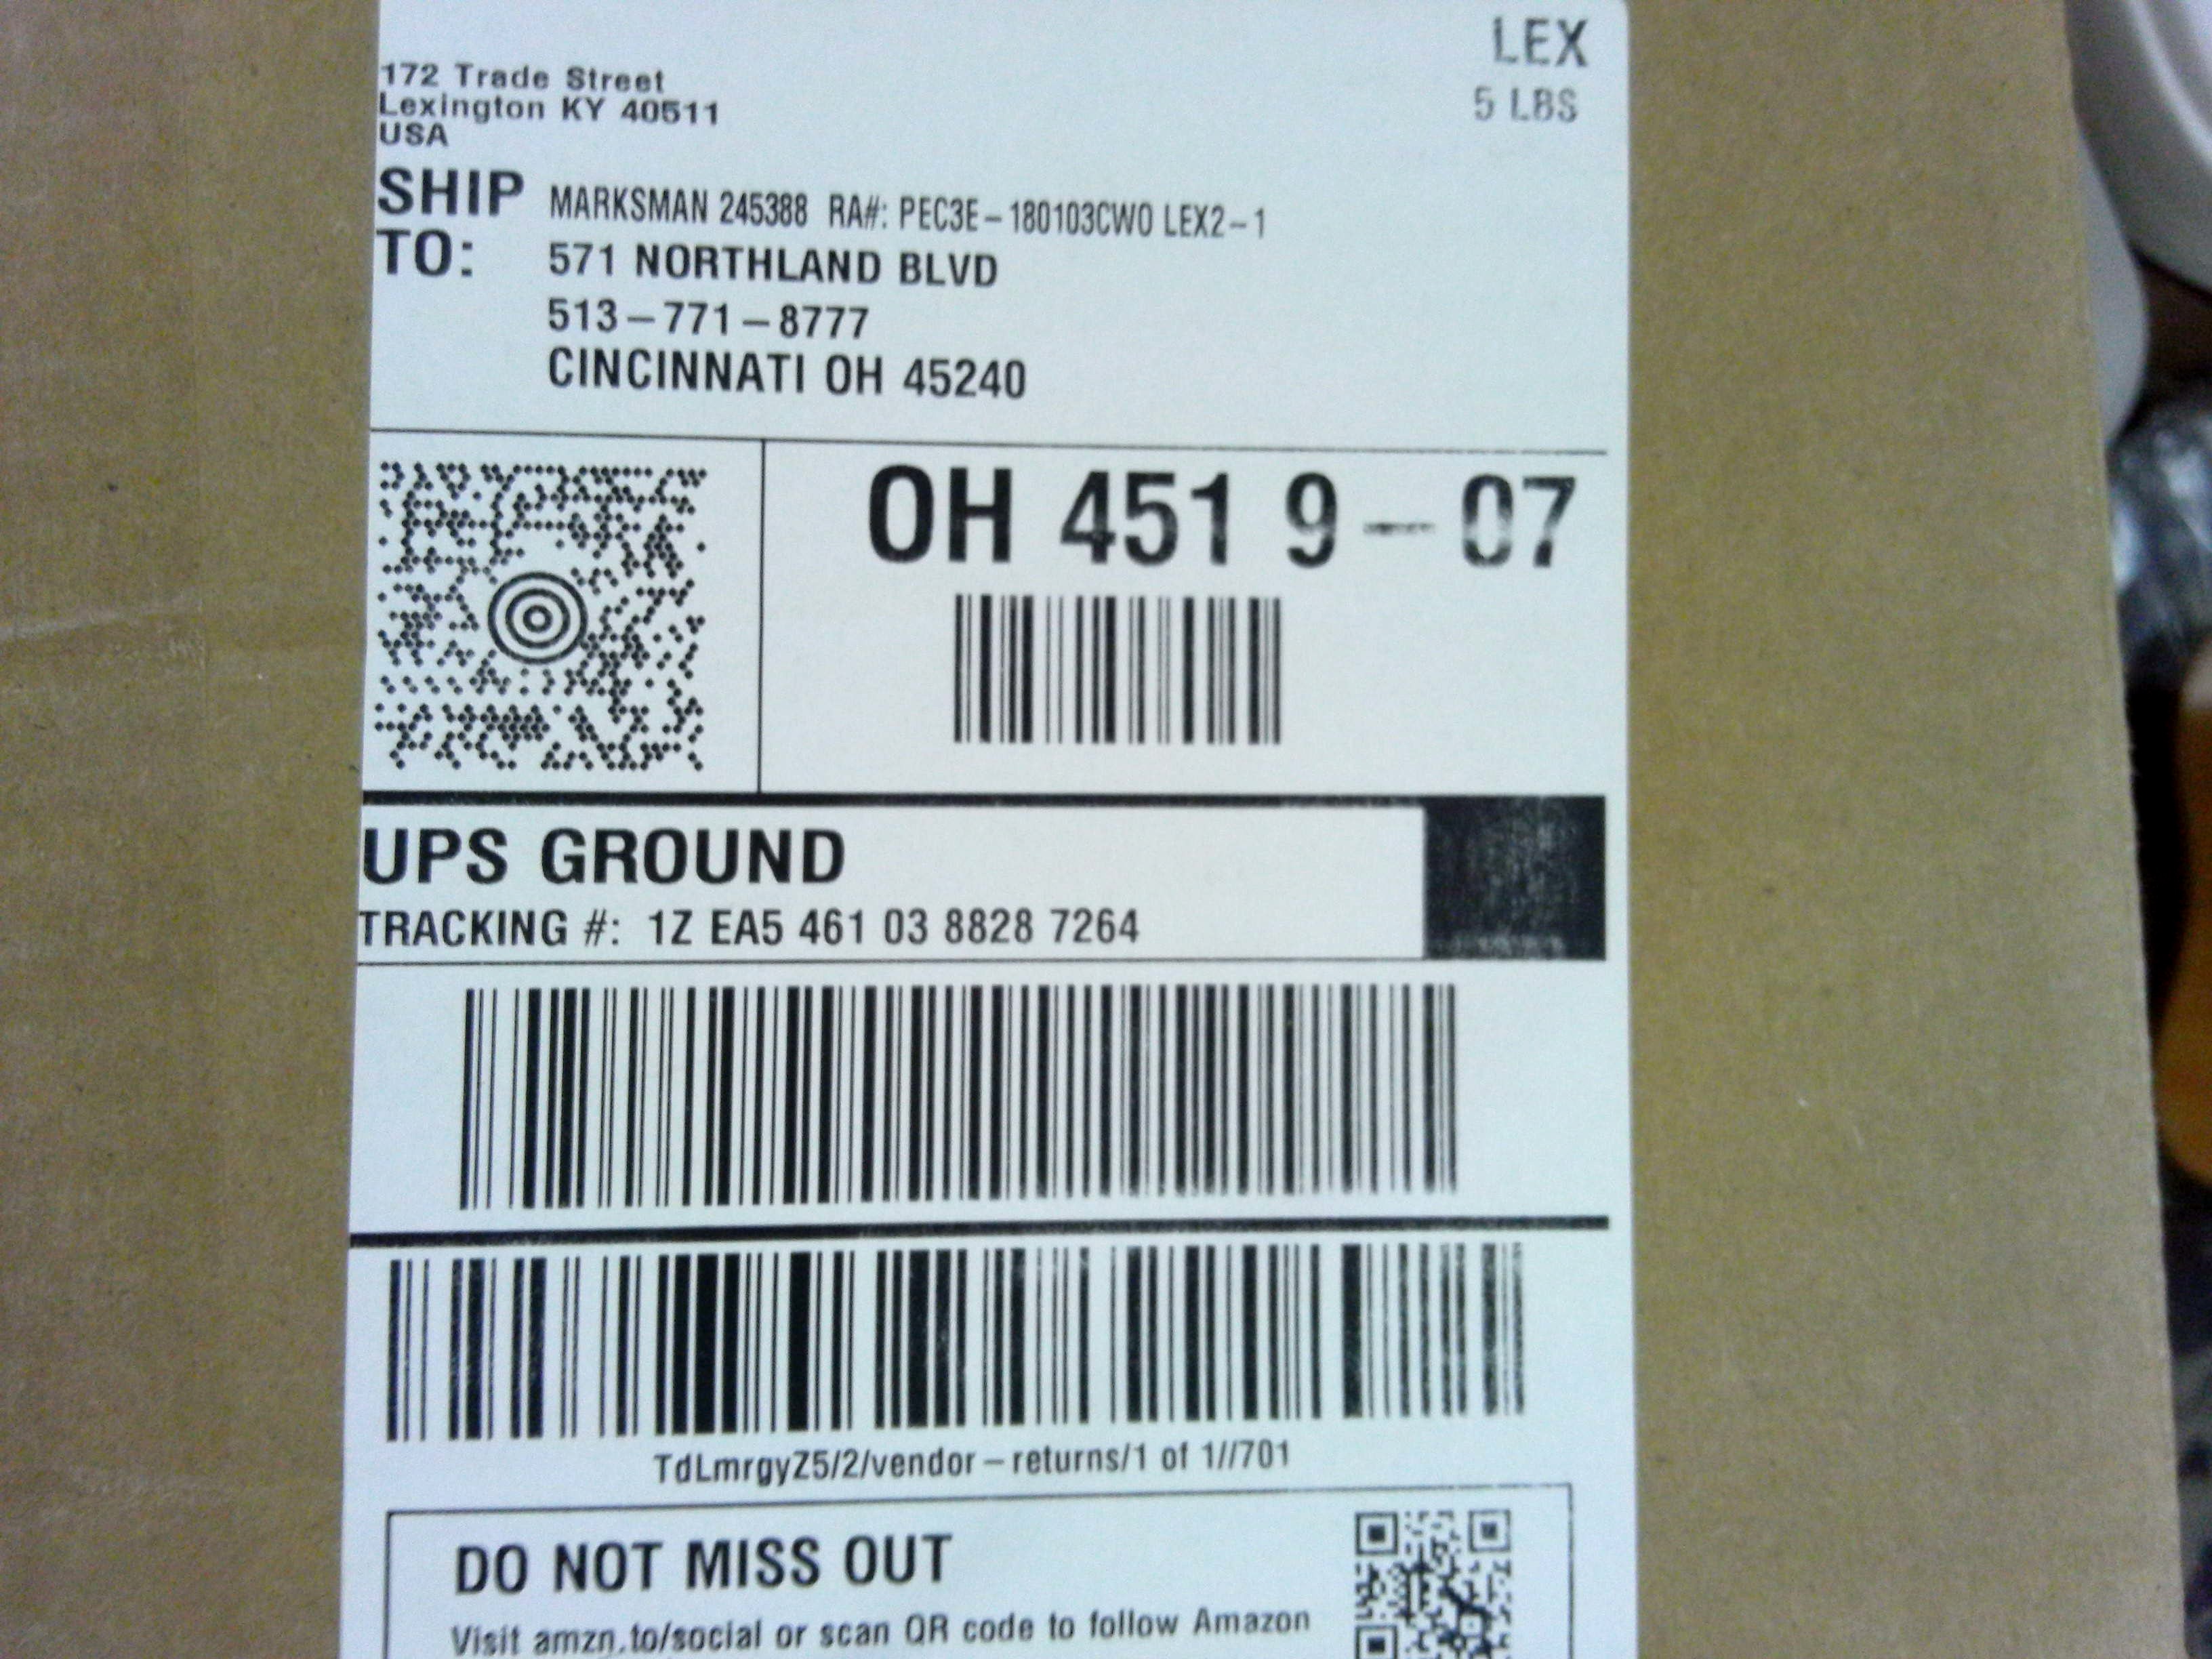 LEX
5 LBS
172 Trade Street
Lexington KY 40511
USA
SHIP TO: MARKSMAN 245388 RA#: PEC3E-180103CWO LEX2-1
571 NORTHLAND BLVD
513-771-8777
CINCINNATI OH 45240
OH 451 9-07
UPS GROUND
TRACKING #: 1Z EA5 461 03 8828 7264
TdLmrgyZ5/2/vendor-returns/1 of 1//701
DO NOT MISS OUT
Visit amzn.to/social or scan QR code to follow Amazon